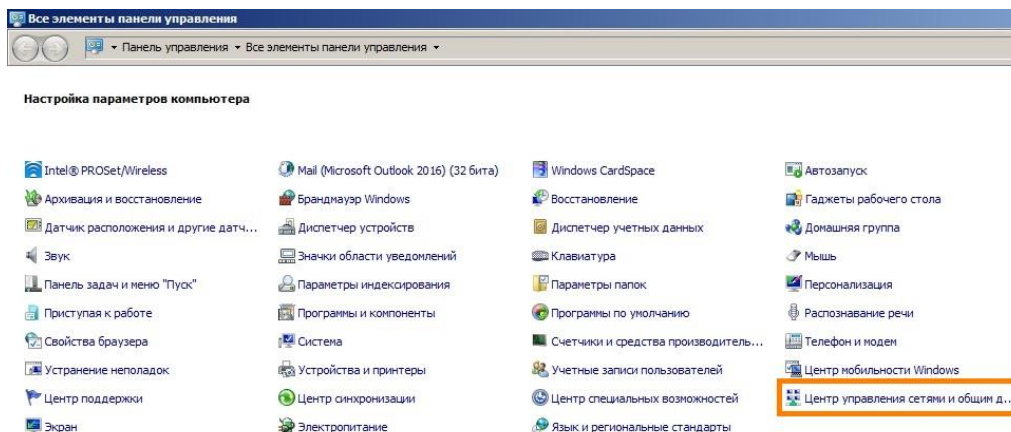 Все элементы панели управления
Панель управления Все элементы панели управления
Настройка параметров компьютера
Intel® PROSet/Wireless Mail (Microsoft Outlook 2016) (32 бита) Windows CardSpace Автозапуск
Архивация и восстановление Брандмауэр Windows Восстановление Гаджеты рабочего стола
Датчик расположения и другие датч... Диспетчер устройств Диспетчер учетных данных Домашняя группа
Звук Значки области уведомлений Клавиатура Мышь
Панель задач и меню "Пуск" Параметры индексирования Параметры папок Персонализация
Приступая к работе Программы и компоненты Программы по умолчанию Распознавание речи
Свойства браузера Система Счетчики и средства производитель... Телефон и модем
Устранение неполадок Устройства и принтеры Учетные записи пользователей Центр мобильности Windows
Центр поддержки Центр синхронизации Центр специальных возможностей Центр управления сетями и общим д...
Экран Электропитание Язык и региональные стандарты